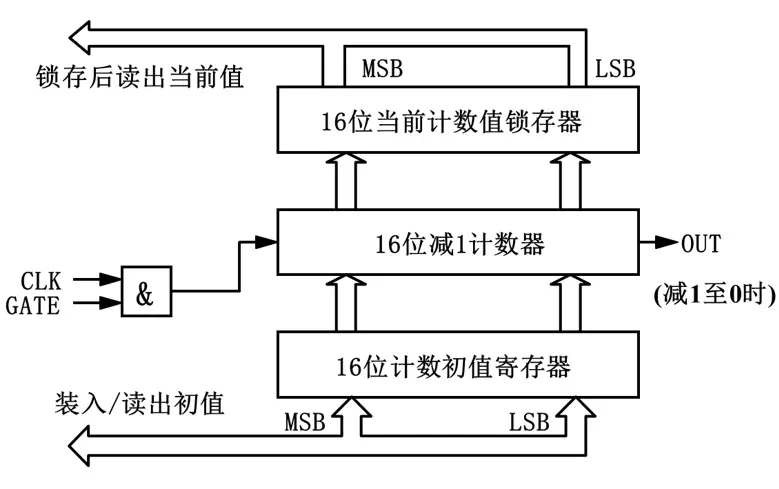 MSB
LSB
锁存后读出当前值
16位当前计数值锁存器
16位减1计数器
OUT
CLK
GATE
&
(减1至0时)
16位计数初值寄存器
装入/读出初值
MSB
LSB